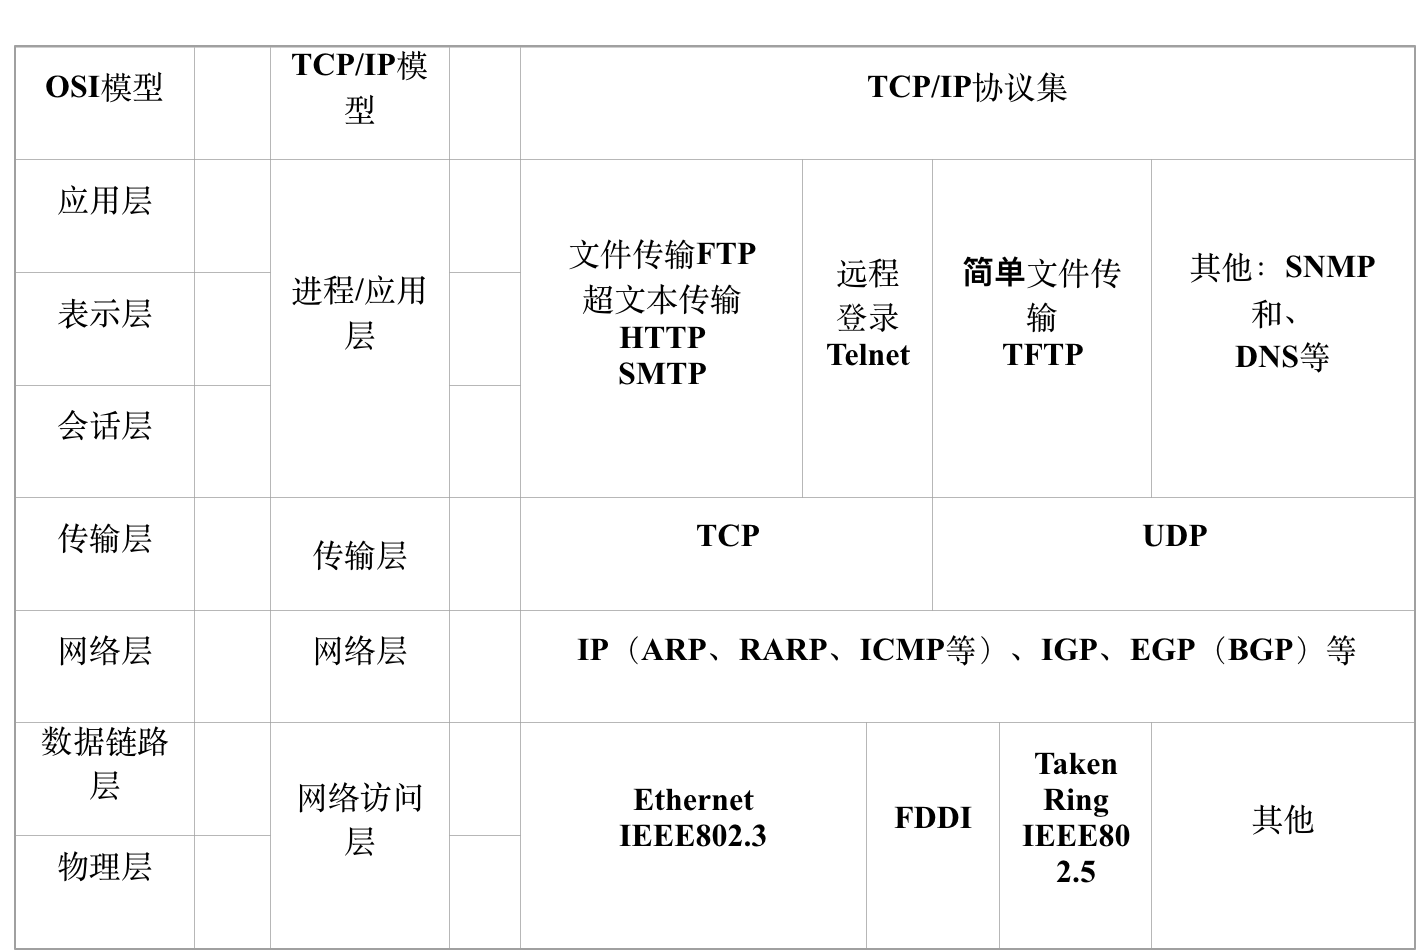 OSI模型
TCP/IP模
型
TCP/IP协议集
应用层
表示层
会话层
进程/应用
层
文件传输FTP
超文本传输
HTTP
SMTP
远程
登录
Telnet
简单文件传
输
TFTP
其他：SNMP
和、
DNS等
传输层
传输层
TCP
UDP
网络层
网络层
IP（ARP、RARP、ICMP等）、IGP、EGP（BGP）等
数据链路
层
物理层
网络访问
层
Ethernet
IEEE802.3
FDDI
Taken
Ring
IEEE80
2.5
其他